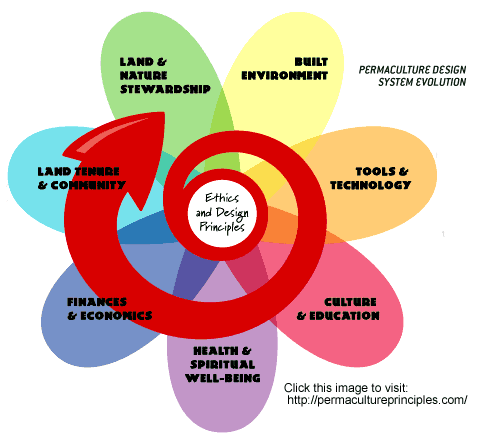 LAND &
NATURE
STEWARDSHIP
BUILT
ENVIRONMENT
PERMACULTURE DESIGN
SYSTEM EVOLUTION
LAND TENURE
& COMMUNITY
TOOLS &
TECHNOLOGY
Ethics
and Design
Principles
FINANCES
& ECONOMICS
CULTURE
& EDUCATION
HEALTH &
SPIRITUAL
WELL-BEING
Click this image to visit:
http://permacultureprinciples.com/